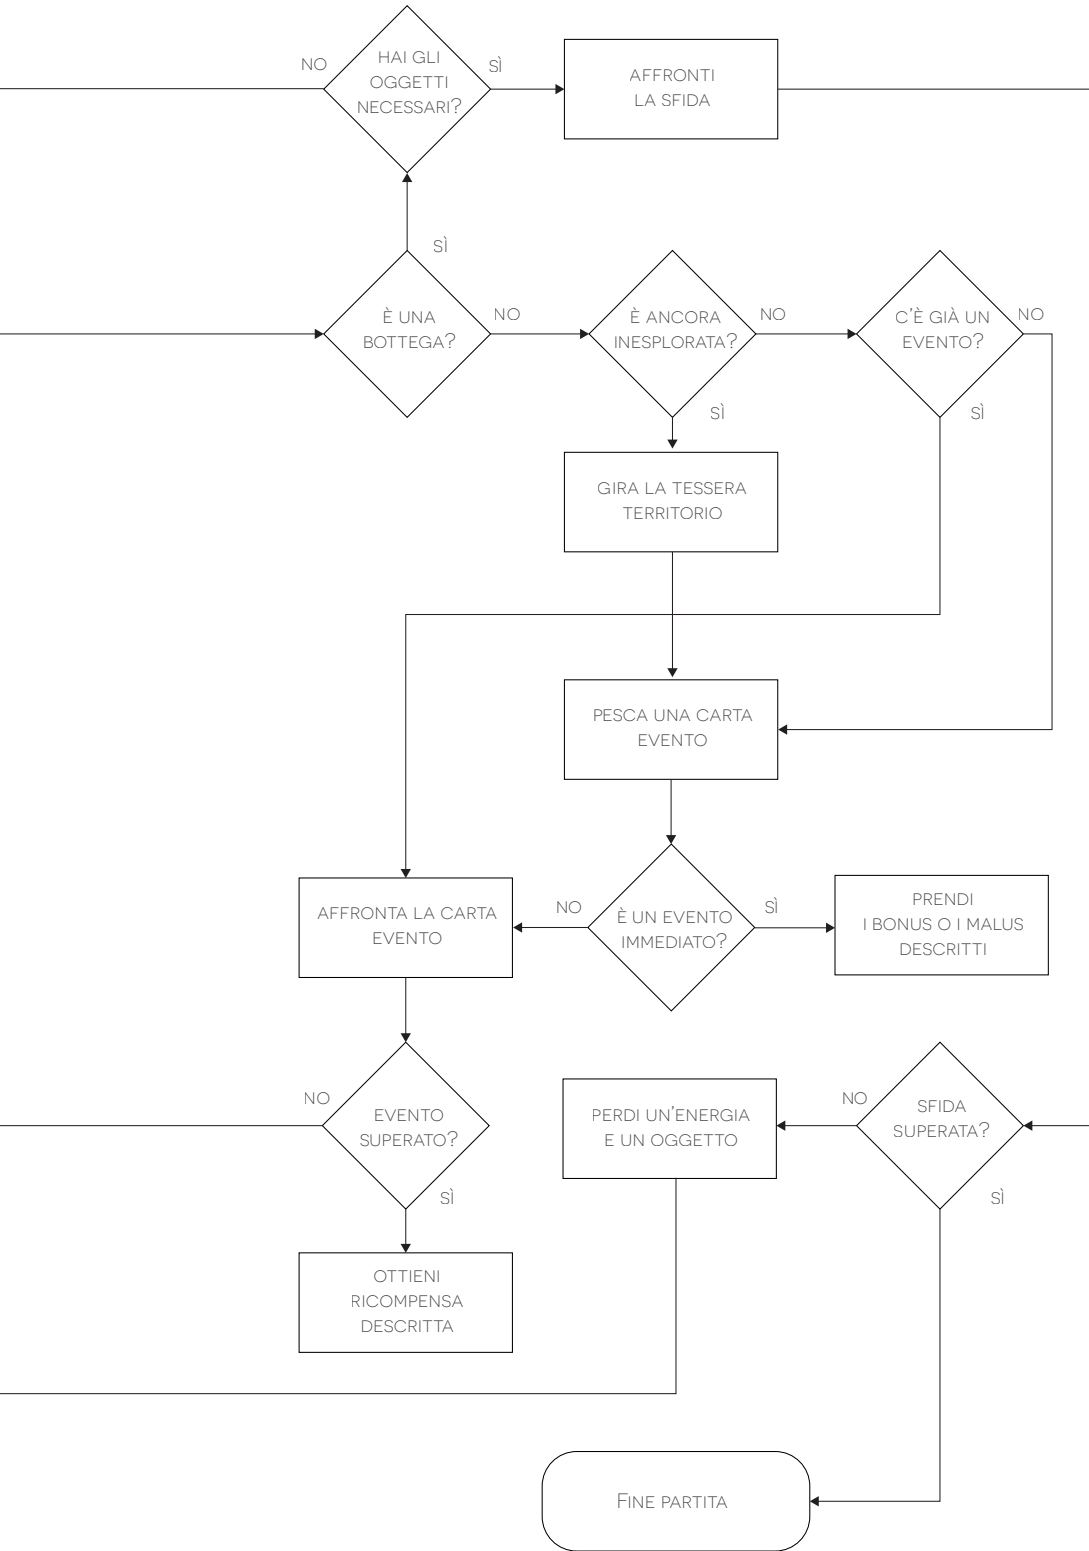 NO
HAI GLI
OGGETTI
NECESSARI?
SÌ
AFFRONTI
LA SFIDA
SÌ
È UNA
BOTTEGA?
NO
È ANCORA
INESPLORATA?
NO
C'È GIÀ UN
EVENTO?
NO
SÌ
SÌ
GIRA LA TESSERA
TERRITORIO
PESCA UNA CARTA
EVENTO
AFFRONTA LA CARTA
EVENTO
NO
È UN EVENTO
IMMEDIATO?
SÌ
PRENDI
I BONUS O I MALUS
DESCRITTI
NO
EVENTO
SUPERATO?
SÌ
PERDI UN'ENERGIA
E UN OGGETTO
NO
SFIDA
SUPERATA?
SÌ
OTTIENI
RICOMPENSA
DESCRITTA
FINE PARTITA